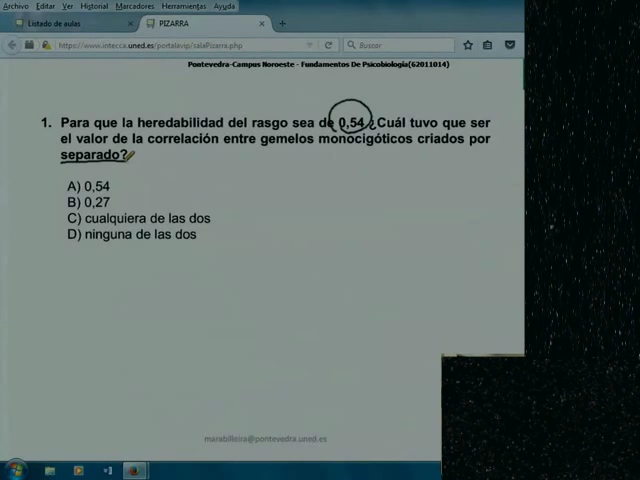 Archivo Editar Ver Historial Marcadores Herramientas Ayuda
Listado de aulas × PIZARRA × +
https://www.intecca.uned.es/portalavip/salaPizarra.php Buscar
Pontevedra-Campus Noroeste - Fundamentos De Psicobiología(62011014)
1. Para que la heredabilidad del rasgo sea de 0,54 ¿Cuál tuvo que ser
el valor de la correlación entre gemelos monocigóticos criados por
separado?
A) 0,54
B) 0,27
C) cualquiera de las dos
D) ninguna de las dos
marabilleira@pontevedra.uned.es